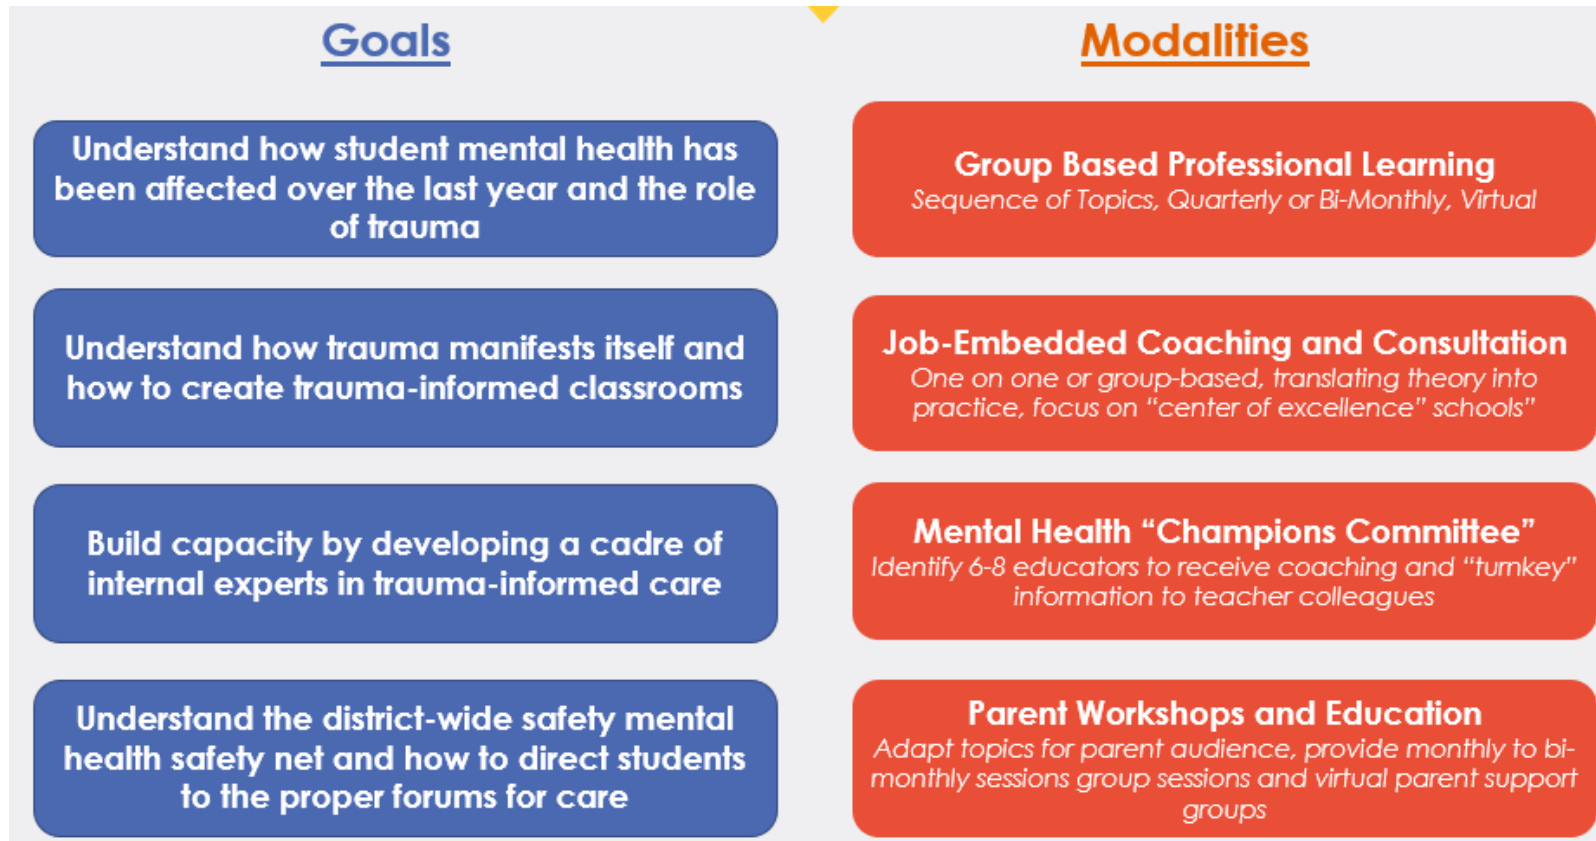 Goals
Understand how student mental health has
been affected over the last year and the role
of trauma
Understand how trauma manifests itself and
how to create trauma-informed classrooms
Build capacity by developing a cadre of
internal experts in trauma-informed care
Understand the district-wide safety mental
health safety net and how to direct students
to the proper forums for care
Modalities
Group Based Professional Learning
Sequence of Topics, Quarterly or Bi-Monthly, Virtual
Job-Embedded Coaching and Consultation
One on one or group-based, translating theory into
practice, focus on “center of excellence” schools”
Mental Health “Champions Committee”
Identify 6-8 educators to receive coaching and “turnkey”
information to teacher colleagues
Parent Workshops and Education
Adapt topics for parent audience, provide monthly to bi-
monthly sessions group sessions and virtual parent support
groups